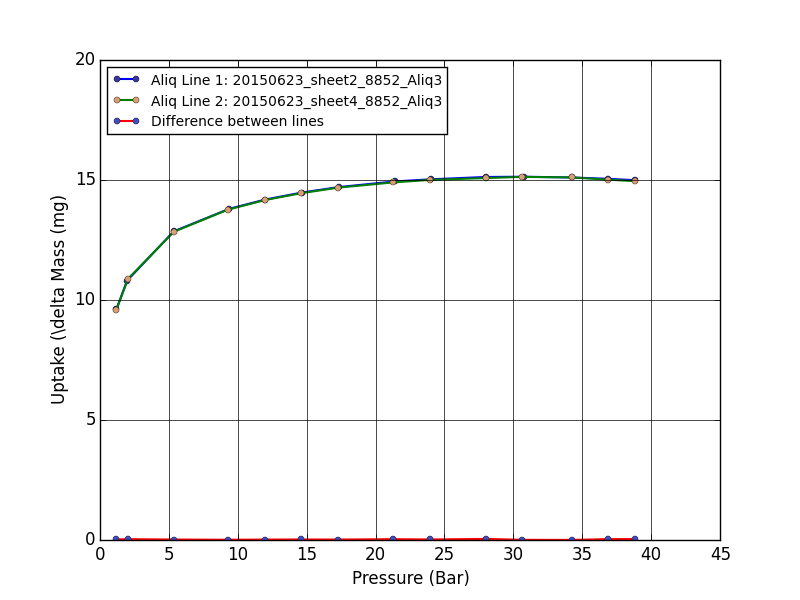 20
Aliq Line 1: 20150623_sheet2_8852_Aliq3
Aliq Line 2: 20150623_sheet4_8852_Aliq3
Difference between lines
15
10
5
0
Uptake (\delta Mass (mg)
0 5 10 15 20 25 30 35 40 45
Pressure (Bar)